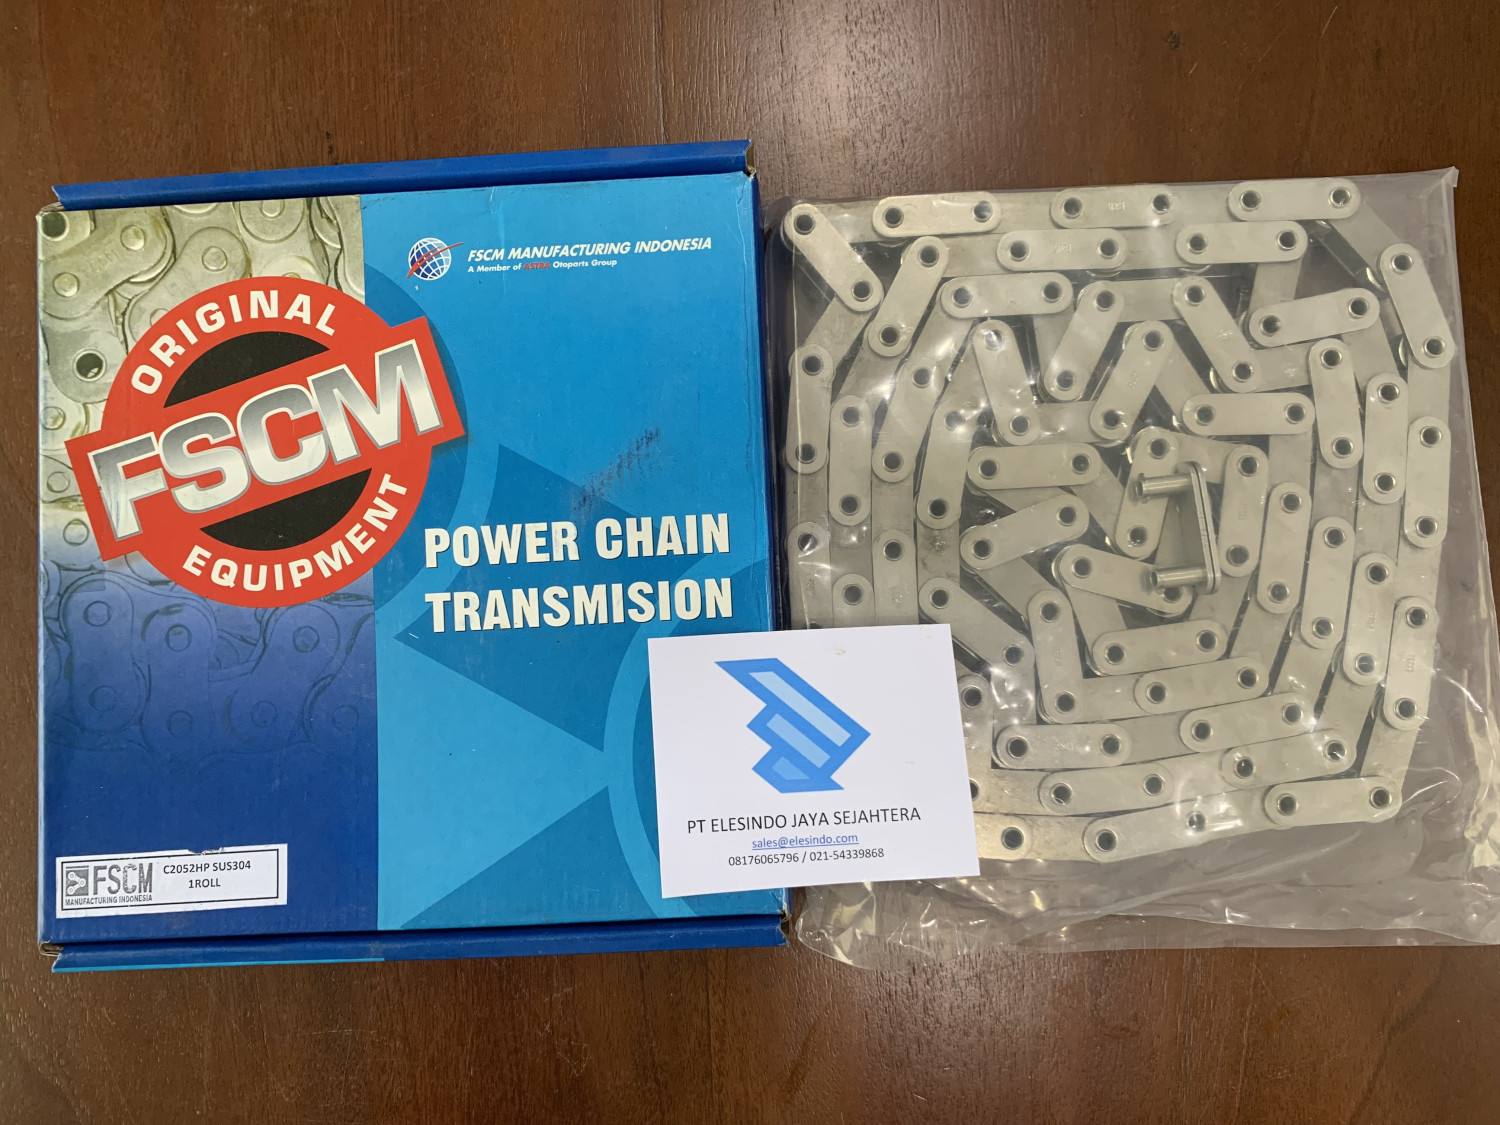 FSCM MANUFACTURING INDONESIA
A Member of ASTRA Otoparts Group
ORIGINAL
FSCM
EQUIPMENT
POWER CHAIN
TRANSMISION
FSCM
MANUFACTURING INDONESIA
C2052HP SUS304
1ROLL
PT ELESINDO JAYA SEJAHTERA
sales@elesindo.com
08176065796 / 021-54339868